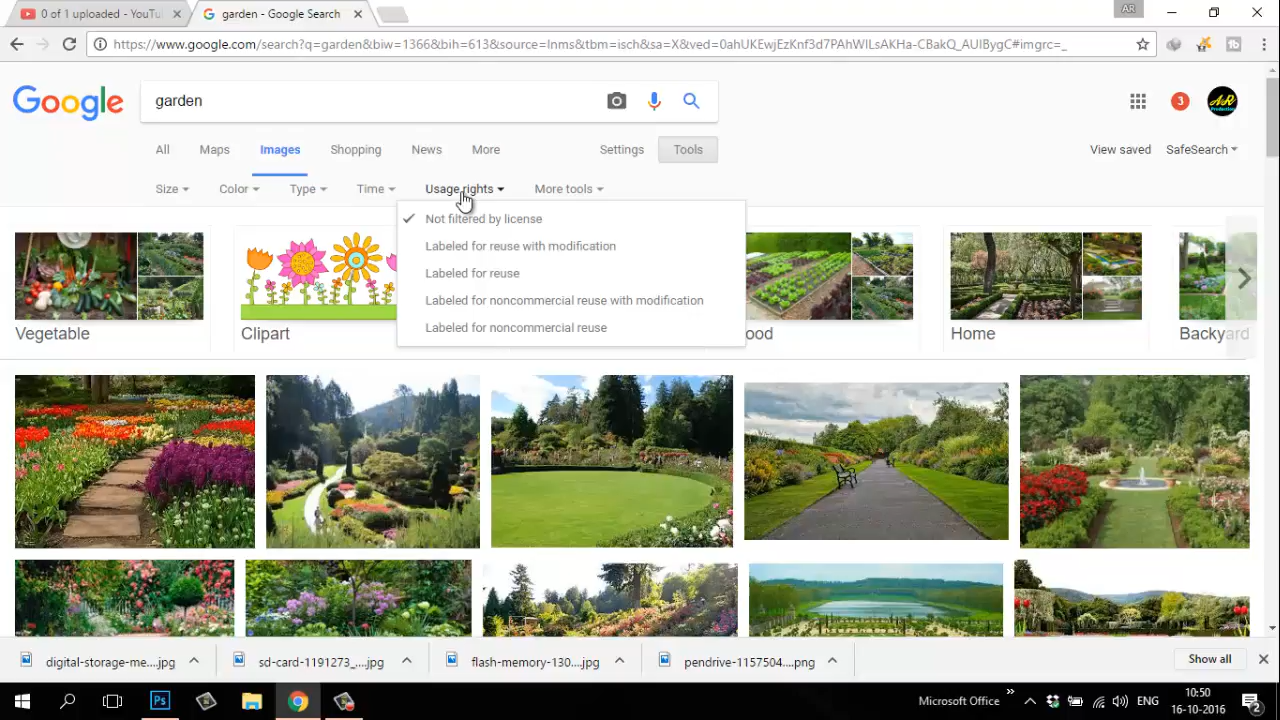 0 of 1 uploaded - YouTu
garden - Google Search
AR
https://www.google.com/search?q=garden&biw=1366&bih=613&source=lnms&tbm=isch&sa=X&ved=0ahUKEwjEzKnf3d7PAhWILsAKHa-CBakQ_AUIBygC#imgrc=_
Google
garden
3
All
Maps
Images
Shopping
News
More
Settings
Tools
View saved
SafeSearch
Size
Color
Type
Time
Usage rights
More tools
Not filtered by license
Labeled for reuse with modification
Labeled for reuse
Labeled for noncommercial reuse with modification
Labeled for noncommercial reuse
Vegetable
Clipart
ood
Home
Backyard
digital-storage-me....jpg
sd-card-1191273_....jpg
flash-memory-130....jpg
pendrive-1157504....png
Show all
Ps
Microsoft Office
ENG
10:50
16-10-2016
2